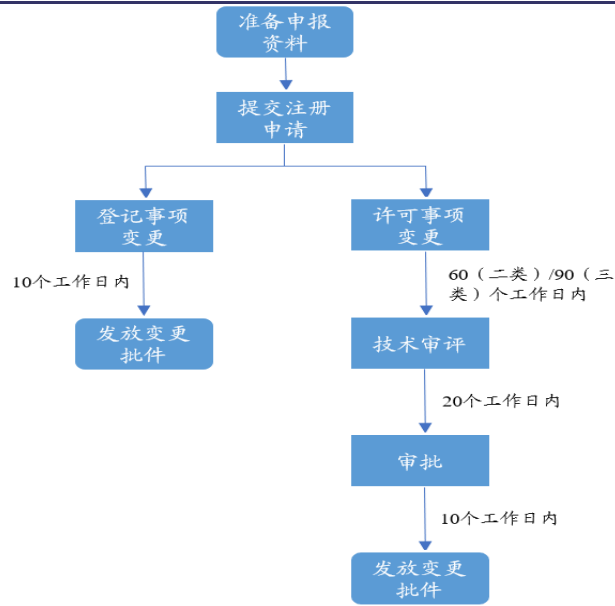 准备申报
资料
提交注册
申请
登记事项
变更
许可事项
变更
10个工作日内
60（二类）/90（三
类）个工作日内
发放变更
批件
技术审评
20个工作日内
审批
10个工作日内
发放变更
批件